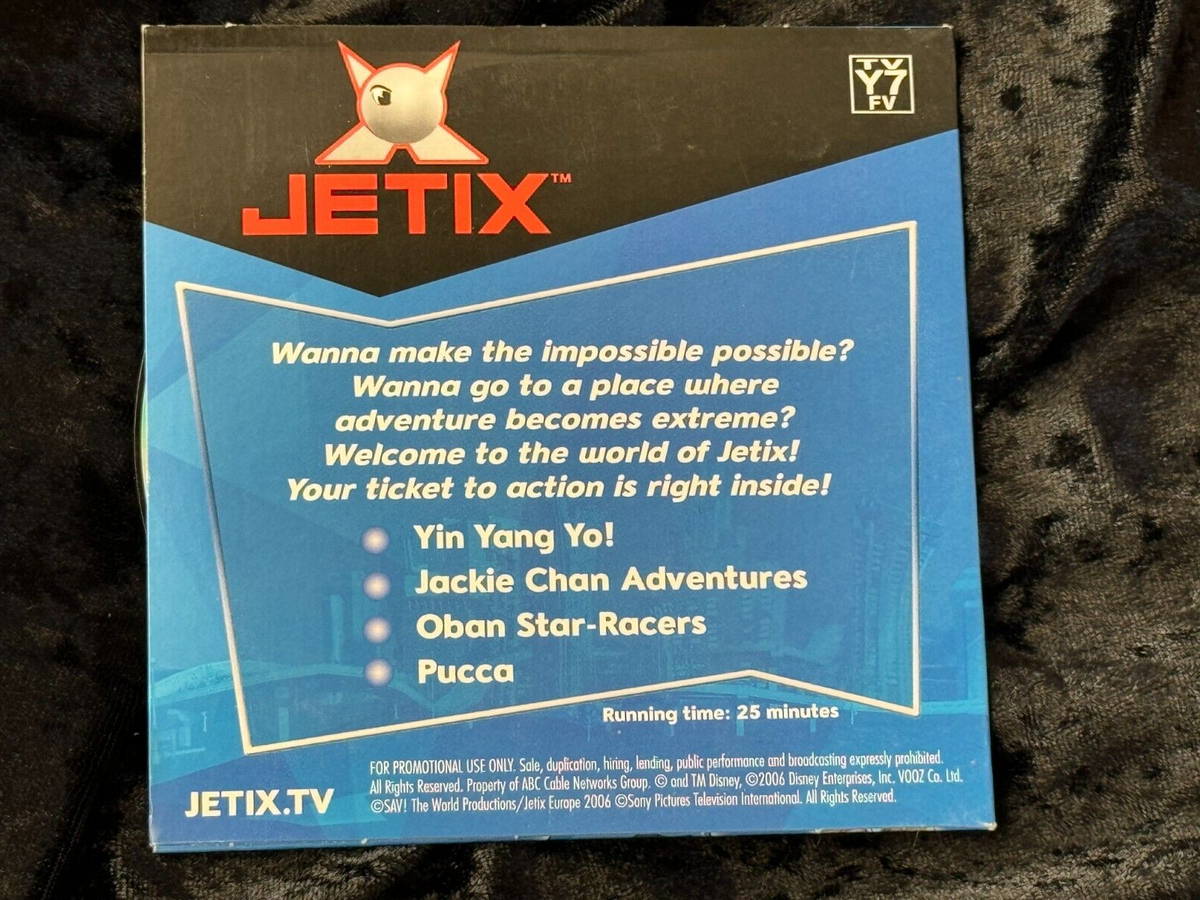 TV
Y7
FV
JETIX™
Wanna make the impossible possible?
Wanna go to a place where
adventure becomes extreme?
Welcome to the world of Jetix!
Your ticket to action is right inside!
Yin Yang Yo!
Jackie Chan Adventures
Oban Star-Racers
Pucca
Running time: 25 minutes
FOR PROMOTIONAL USE ONLY. Sale, duplication, hiring, lending, public performance and broadcasting expressly prohibited.
All Rights Reserved. Property of ABC Cable Networks Group. © and TM Disney, ©2006 Disney Enterprises, Inc. VOOZ Co. Ltd.
©SAV! The World Productions/Jetix Europe 2006 ©Sony Pictures Television International. All Rights Reserved.
JETIX.TV